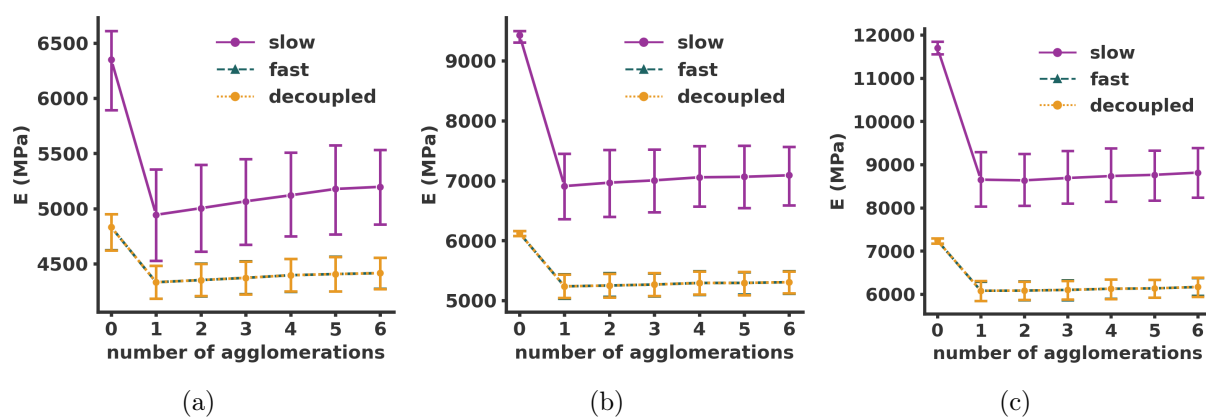 6500
6000
5500
5000
4500
E (MPa)
slow
fast
decoupled
0 1 2 3 4 5 6
number of agglomerations
(a)
9000
8000
7000
6000
5000
E (MPa)
slow
fast
decoupled
0 1 2 3 4 5 6
number of agglomerations
(b)
12000
11000
10000
9000
8000
7000
6000
E (MPa)
slow
fast
decoupled
0 1 2 3 4 5 6
number of agglomerations
(c)